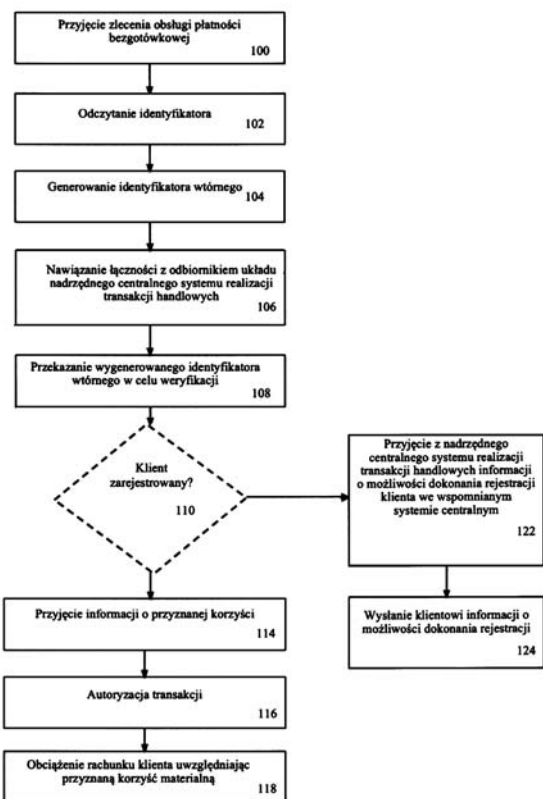 Przyjęcie zlecenia obsługi płatności
bezgotówkowej
100
Odczytanie identyfikatora
102
Generowanie identyfikatora wtórnego
104
Nawiązanie łączności z odbiornikiem układu
nadrzędnego centralnego systemu realizacji
transakcji handlowych
106
Przekazanie wygenerowanego identyfikatora
wtórnego w celu weryfikacji
108
Klient
zarejestrowany?
110
Przyjęcie z nadrzędnego
centralnego systemu realizacji
transakcji handlowych informacji
o możliwości dokonania rejestracji
klienta we wspomnianym
systemie centralnym
122
Wysłanie klientowi informacji o
możliwości dokonania rejestracji
124
Przyjęcie informacji o przyznanej korzyści
114
Autoryzacja transakcji
116
Obciążenie rachunku klienta uwzględniając
przyznaną korzyść materialną
118